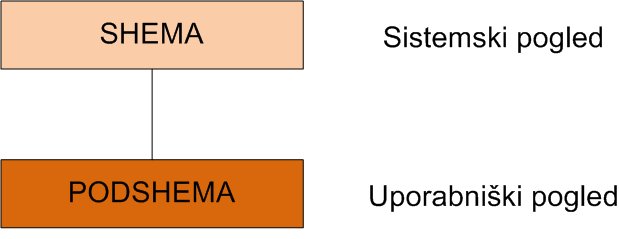 SHEMA
Sistemski pogled
PODSHEMA
Uporabniški pogled